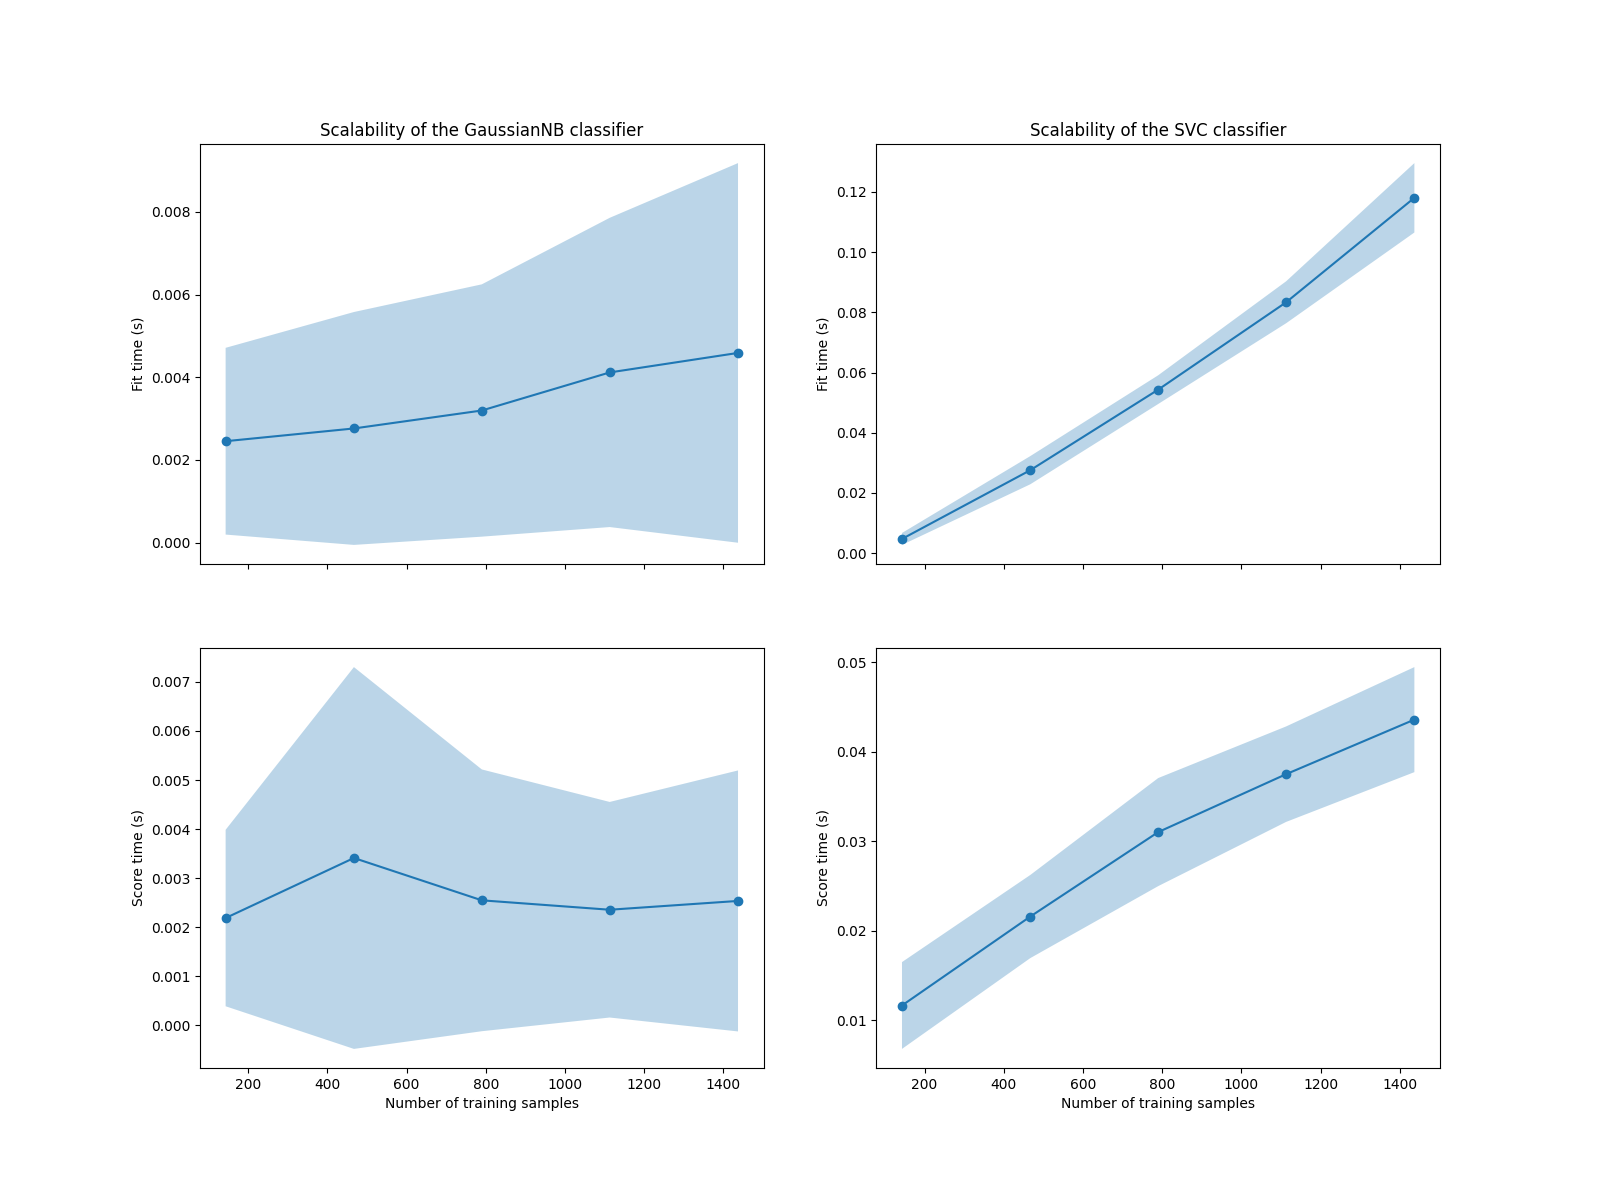 Scalability of the GaussianNB classifier
Fit time (s)
0.008
0.006
0.004
0.002
0.000
Scalability of the SVC classifier
Fit time (s)
0.12
0.10
0.08
0.06
0.04
0.02
0.00
Score time (s)
0.007
0.006
0.005
0.004
0.003
0.002
0.001
0.000
200 400 600 800 1000 1200 1400
Number of training samples
Score time (s)
0.05
0.04
0.03
0.02
0.01
200 400 600 800 1000 1200 1400
Number of training samples